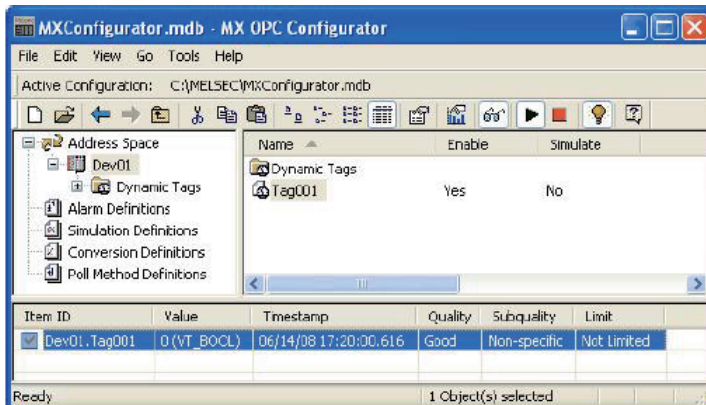 MXConfigurator.mdb - MX OPC Configurator
File Edit View Go Tools Help
Active Configuration: C:\MELSEC\MXConfigurator.mdb
Address Space
Dev01
Dynamic Tags
Alarm Definitions
Simulation Definitions
Conversion Definitions
Poll Method Definitions
Name Enable Simulate
Dynamic Tags
Tag001 Yes No
Item ID Value Timestamp Quality Subquality Limit
Dev01.Tag001 0 (VT_BOOL) 06/14/08 17:20:00.616 Good Non-specific Not Limited
Ready 1 Object(s) selected